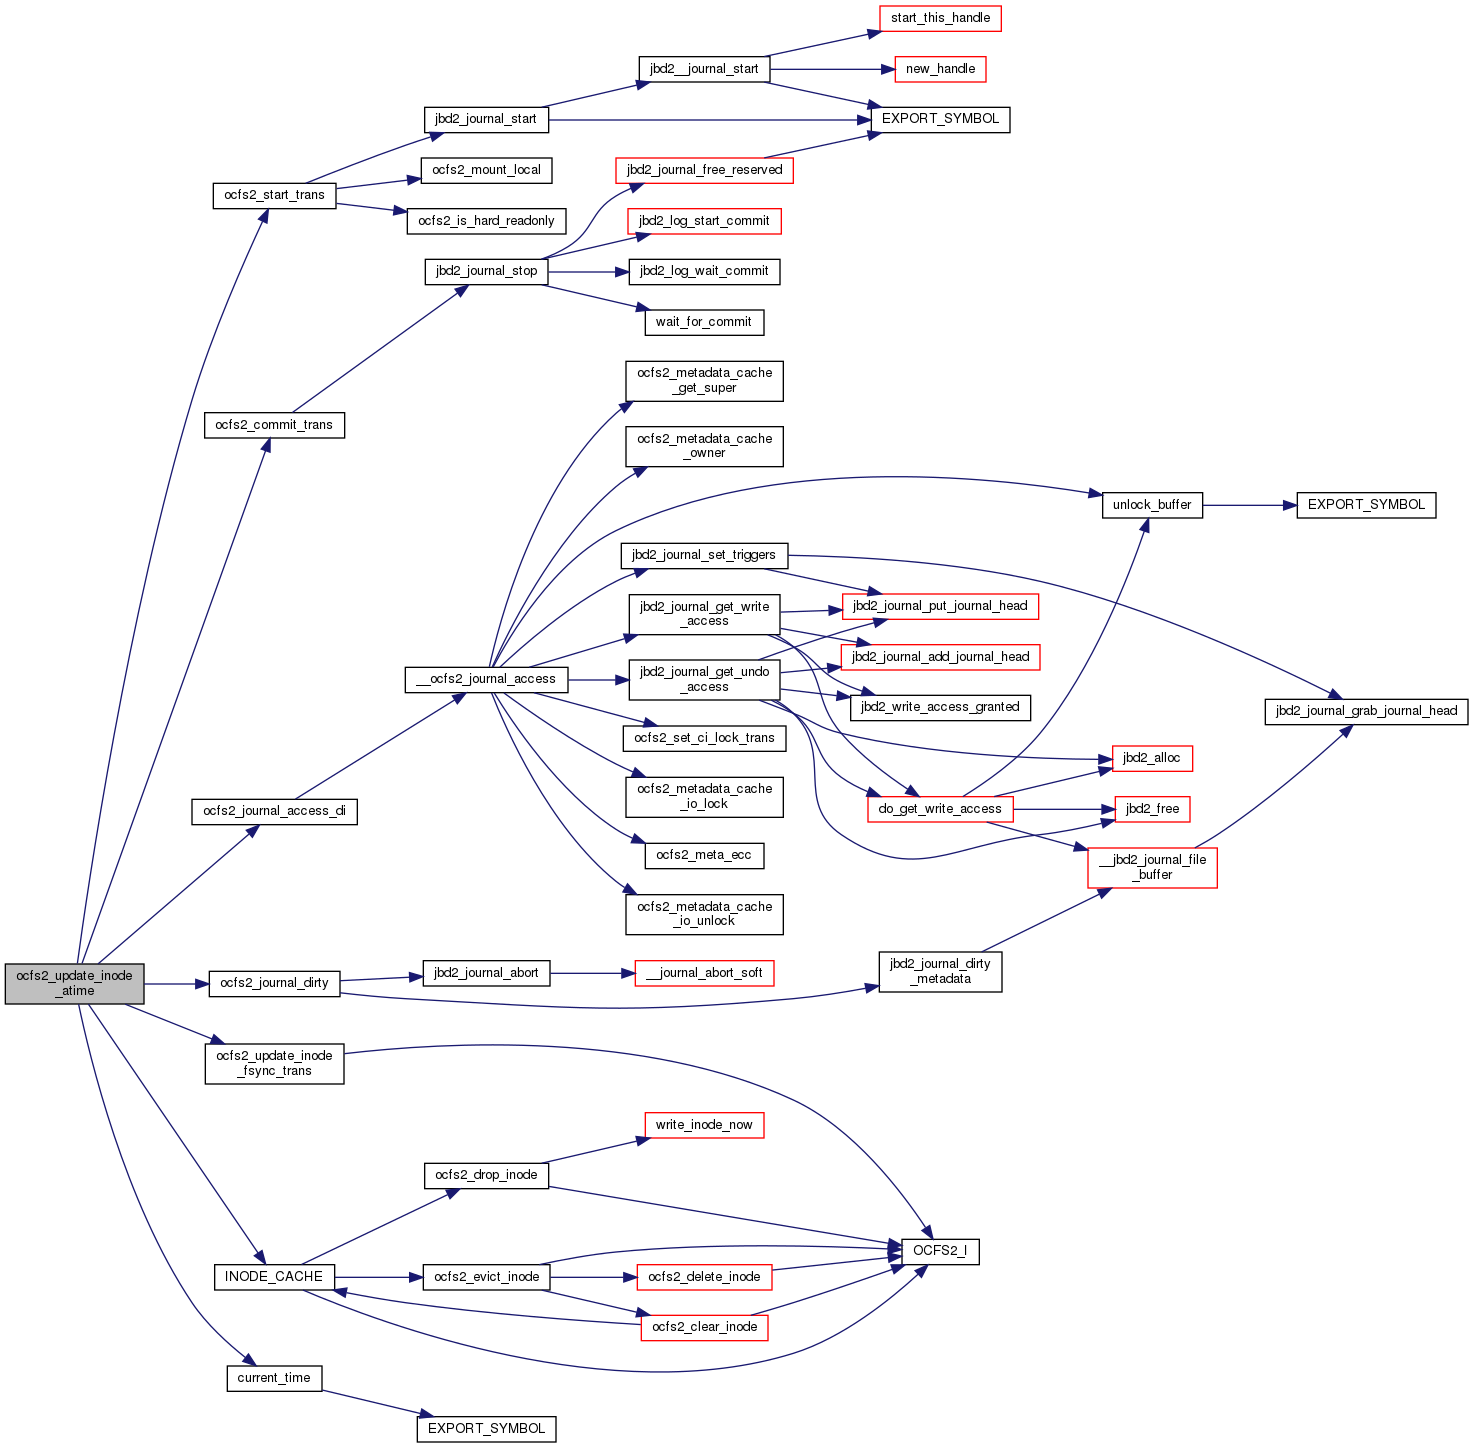 start_this_handle
jbd2__journal_start
new_handle
jbd2_journal_start
EXPORT_SYMBOL
ocfs2_mount_local
jbd2_journal_free_reserved
ocfs2_start_trans
ocfs2_is_hard_readonly
jbd2_log_start_commit
jbd2_journal_stop
jbd2_log_wait_commit
wait_for_commit
ocfs2_metadata_cache
_get_super
ocfs2_commit_trans
ocfs2_metadata_cache
_owner
unlock_buffer
EXPORT_SYMBOL
jbd2_journal_set_triggers
jbd2_journal_get_write
_access
jbd2_journal_put_journal_head
jbd2_journal_add_journal_head
__ocfs2_journal_access
jbd2_journal_get_undo
_access
jbd2_write_access_granted
jbd2_journal_grab_journal_head
ocfs2_set_ci_lock_trans
jbd2_alloc
ocfs2_metadata_cache
_io_lock
ocfs2_journal_access_di
do_get_write_access
jbd2_free
ocfs2_meta_ecc
__jbd2_journal_file
_buffer
ocfs2_metadata_cache
_io_unlock
ocfs2_update_inode
_atime
ocfs2_journal_dirty
jbd2_journal_abort
__journal_abort_soft
jbd2_journal_dirty
_metadata
ocfs2_update_inode
_fsync_trans
write_inode_now
ocfs2_drop_inode
OCFS2_I
INODE_CACHE
ocfs2_evict_inode
ocfs2_delete_inode
ocfs2_clear_inode
current_time
EXPORT_SYMBOL